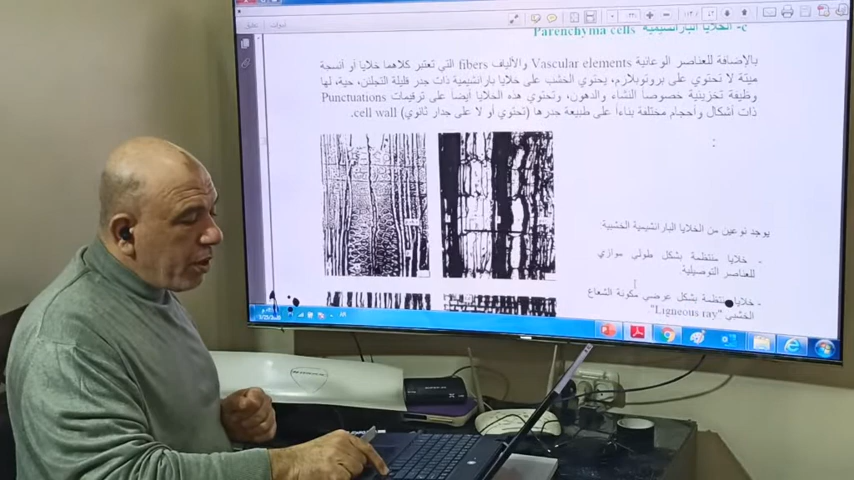 c- الخلايا البارانشيمية Parenchyma cells
بالإضافة للعناصر الوعائية Vascular elements والألياف fibers التي تعتبر كلاهما خلايا أو أنسجة
ميتة لا تحتوي على بروتوبلازم، يحتوي الخشب على خلايا بارانشيمية ذات جدر قليلة التلجنن، حية، لها
وظيفة تخزينية خصوصاً النشاء والدهون، وتحتوي هذه الخلايا أيضاً على ترقيمات Punctuations
ذات أشكال وأحجام مختلفة بناءاً على طبيعة جدرها (تحتوي أو لا على جدار ثانوي) cell wall.
:
يوجد نوعين من الخلايا البارانشيمية الخشبية
- خلايا منتظمة بشكل طولي موازي
للعناصر التوصيلية.
- خلايا منتظمة بشكل عرضي مكونة الشعاع
الخشبي "Ligneous ray"
AR